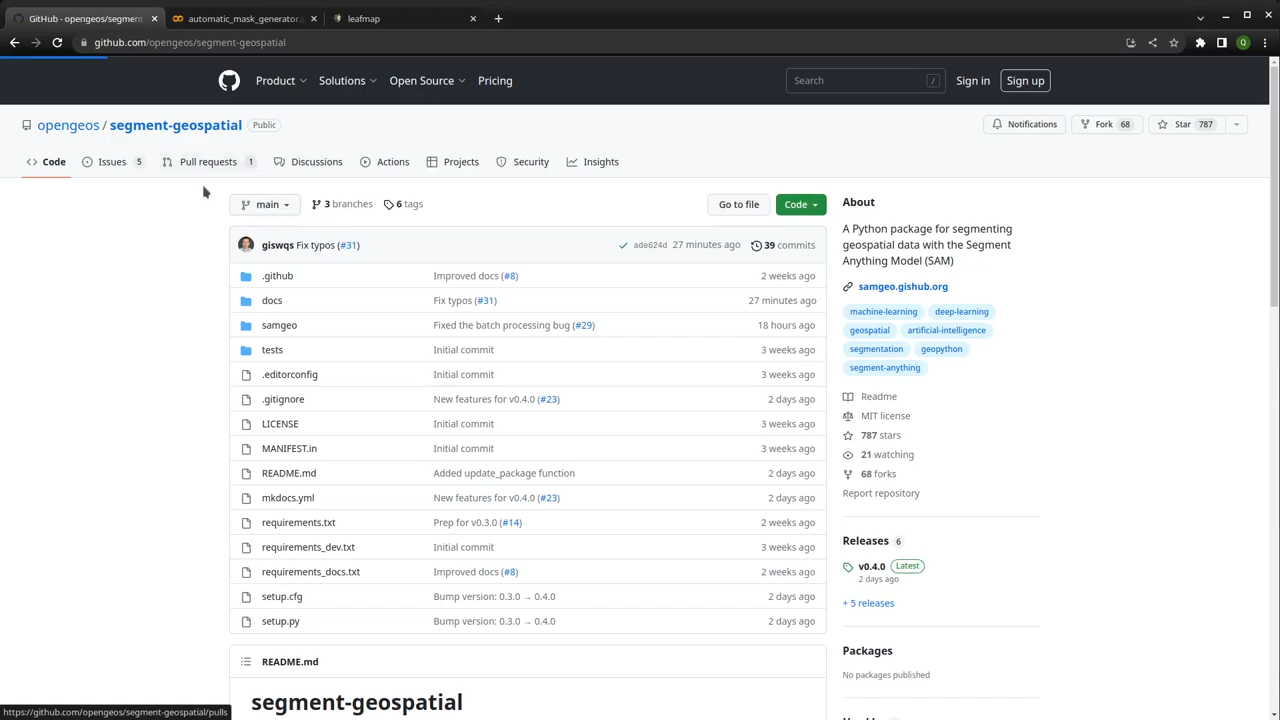 GitHub - opengeos/segment
automatic_mask_generator.i
leafmap
github.com/opengeos/segment-geospatial
Q
Product
Solutions
Open Source
Pricing
Search
/
Sign in
Sign up
opengeos / segment-geospatial
Public
Notifications
Fork 68
Star 787
Code
Issues 5
Pull requests 1
Discussions
Actions
Projects
Security
Insights
main
3 branches
6 tags
Go to file
Code
giswqs Fix typos (#31)
ade624d 27 minutes ago
39 commits
.github Improved docs (#8) 2 weeks ago
docs Fix typos (#31) 27 minutes ago
samgeo Fixed the batch processing bug (#29) 18 hours ago
tests Initial commit 3 weeks ago
.editorconfig Initial commit 3 weeks ago
.gitignore New features for v0.4.0 (#23) 2 days ago
LICENSE Initial commit 3 weeks ago
MANIFEST.in Initial commit 3 weeks ago
README.md Added update_package function 2 days ago
mkdocs.yml New features for v0.4.0 (#23) 2 days ago
requirements.txt Prep for v0.3.0 (#14) 2 weeks ago
requirements_dev.txt Initial commit 3 weeks ago
requirements_docs.txt Improved docs (#8) 2 weeks ago
setup.cfg Bump version: 0.3.0 → 0.4.0 2 days ago
setup.py Bump version: 0.3.0 → 0.4.0 2 days ago
README.md
segment-geospatial
About
A Python package for segmenting
geospatial data with the Segment
Anything Model (SAM)
samgeo.gishub.org
machine-learning deep-learning
geospatial artificial-intelligence
segmentation geopython
segment-anything
Readme
MIT license
787 stars
21 watching
68 forks
Report repository
Releases 6
v0.4.0 Latest
2 days ago
+ 5 releases
Packages
No packages published
https://github.com/opengeos/segment-geospatial/pulls